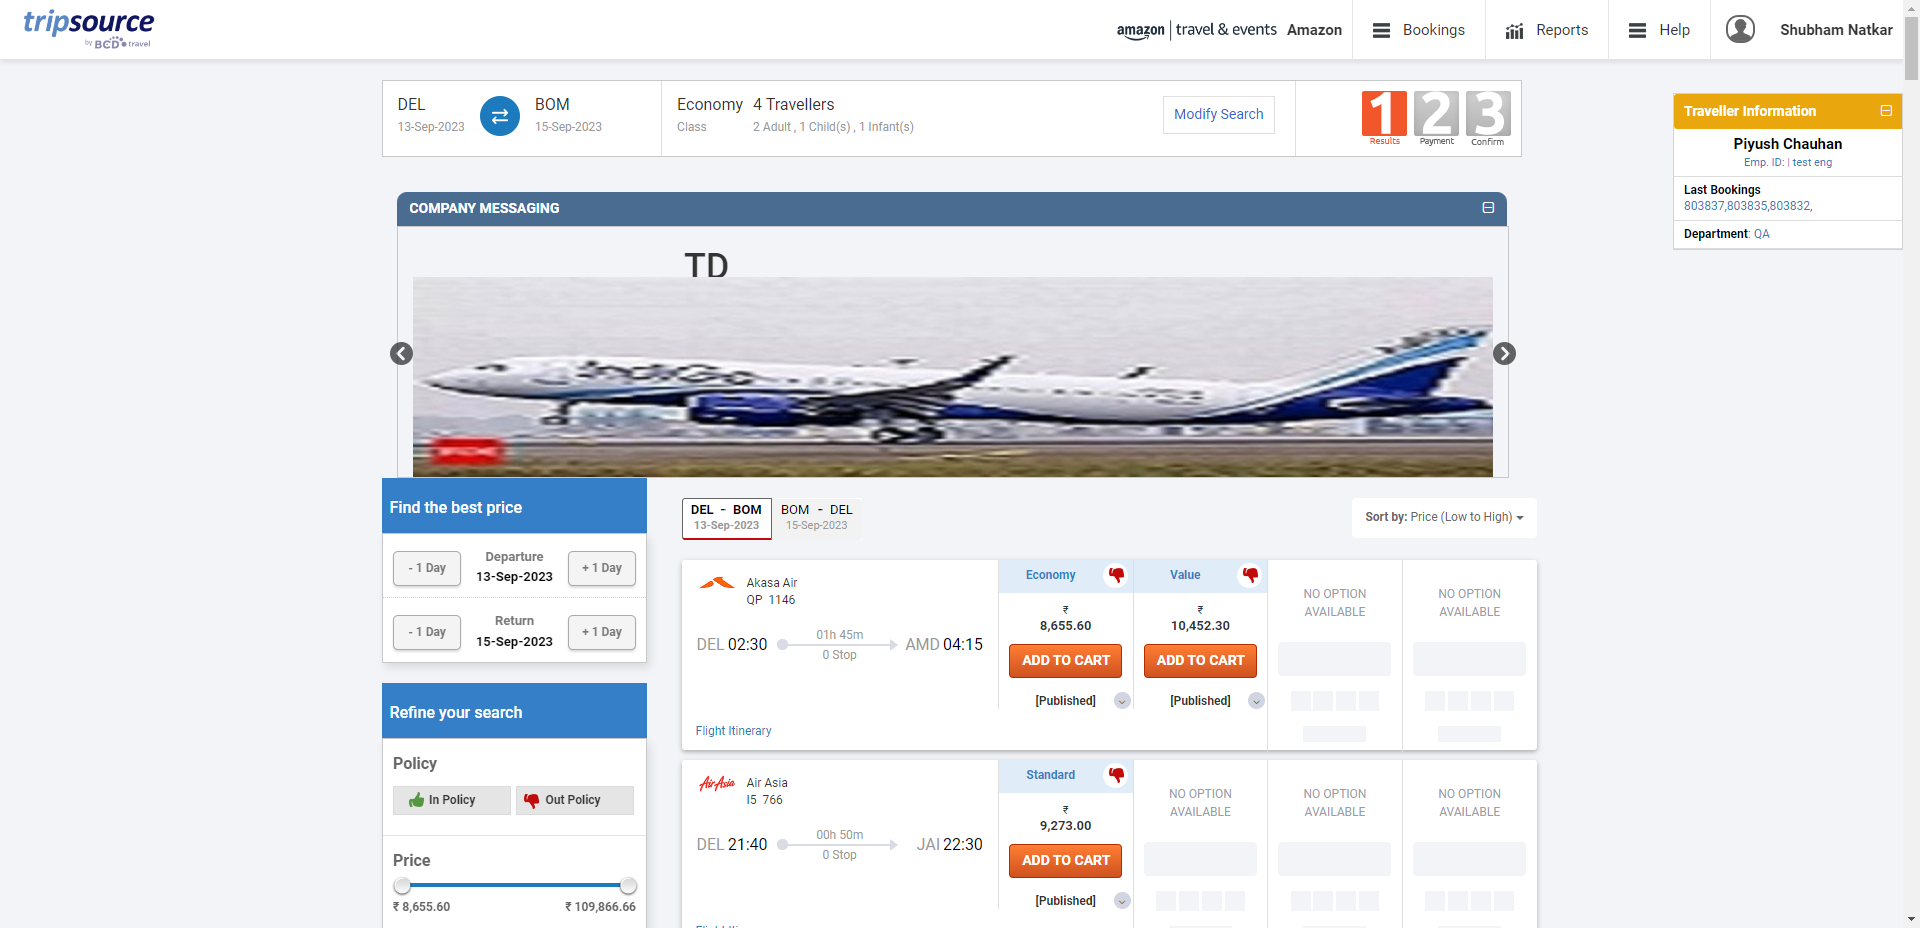 tripsource
by BCD travel
amazon | travel & events Amazon
Bookings
Reports
Help
Shubham Natkar
DEL
13-Sep-2023
BOM
15-Sep-2023
Economy
Class
4 Travellers
2 Adult , 1 Child(s) , 1 Infant(s)
Modify Search
1 2 3
Results Payment Confirm
Traveller Information
Piyush Chauhan
Emp. ID: | test eng
Last Bookings
803837,803835,803832,
Department: QA
COMPANY MESSAGING
TD
IndiGo
Find the best price
- 1 Day
Departure
13-Sep-2023
+ 1 Day
- 1 Day
Return
15-Sep-2023
+ 1 Day
Refine your search
Policy
In Policy
Out Policy
Price
₹ 8,655.60
₹ 109,866.66
DEL - BOM
13-Sep-2023
BOM - DEL
15-Sep-2023
Sort by: Price (Low to High)
Akasa Air
QP 1146
DEL 02:30
01h 45m
0 Stop
AMD 04:15
Flight Itinerary
Economy
₹
8,655.60
ADD TO CART
[Published]
Value
₹
10,452.30
ADD TO CART
[Published]
NO OPTION
AVAILABLE
NO OPTION
AVAILABLE
AirAsia
Air Asia
I5 766
DEL 21:40
00h 50m
0 Stop
JAI 22:30
Standard
₹
9,273.00
ADD TO CART
[Published]
NO OPTION
AVAILABLE
NO OPTION
AVAILABLE
NO OPTION
AVAILABLE